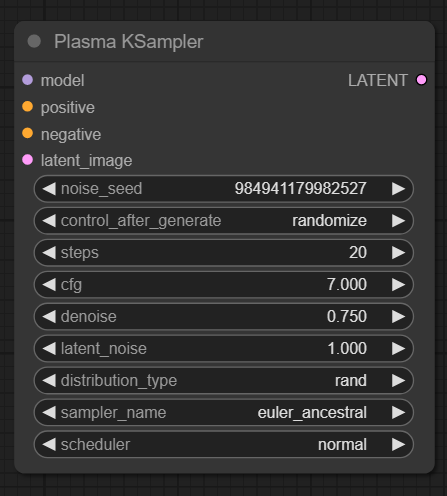 Plasma KSampler
model LATENT
positive
negative
latent_image
noise_seed 984941179982527
control_after_generate randomize
steps 20
cfg 7.000
denoise 0.750
latent_noise 1.000
distribution_type rand
sampler_name euler_ancestral
scheduler normal